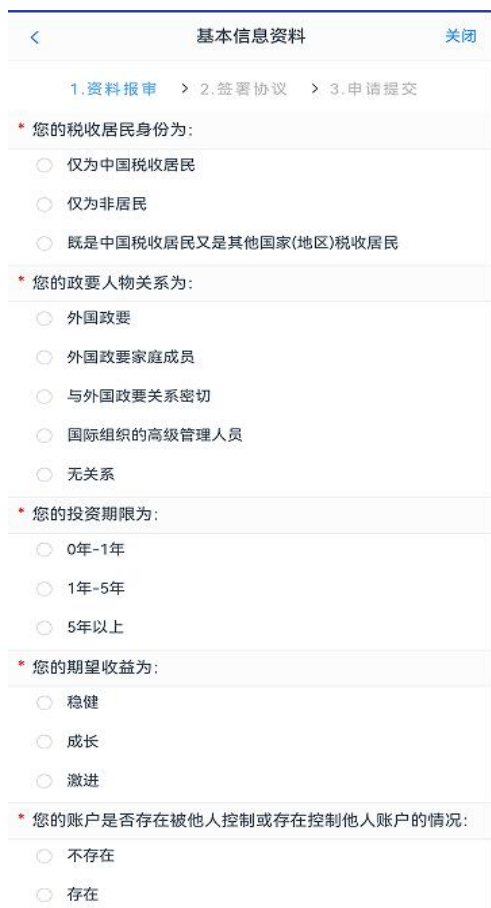 基本信息资料 关闭
1.资料报审 > 2.签署协议 > 3.申请提交
* 您的税收居民身份为:
仅为中国税收居民
仅为非居民
既是中国税收居民又是其他国家(地区)税收居民
* 您的政要人物关系为:
外国政要
外国政要家庭成员
与外国政要关系密切
国际组织的高级管理人员
无关系
* 您的投资期限为:
0年-1年
1年-5年
5年以上
* 您的期望收益为:
稳健
成长
激进
* 您的账户是否存在被他人控制或存在控制他人账户的情况:
不存在
存在